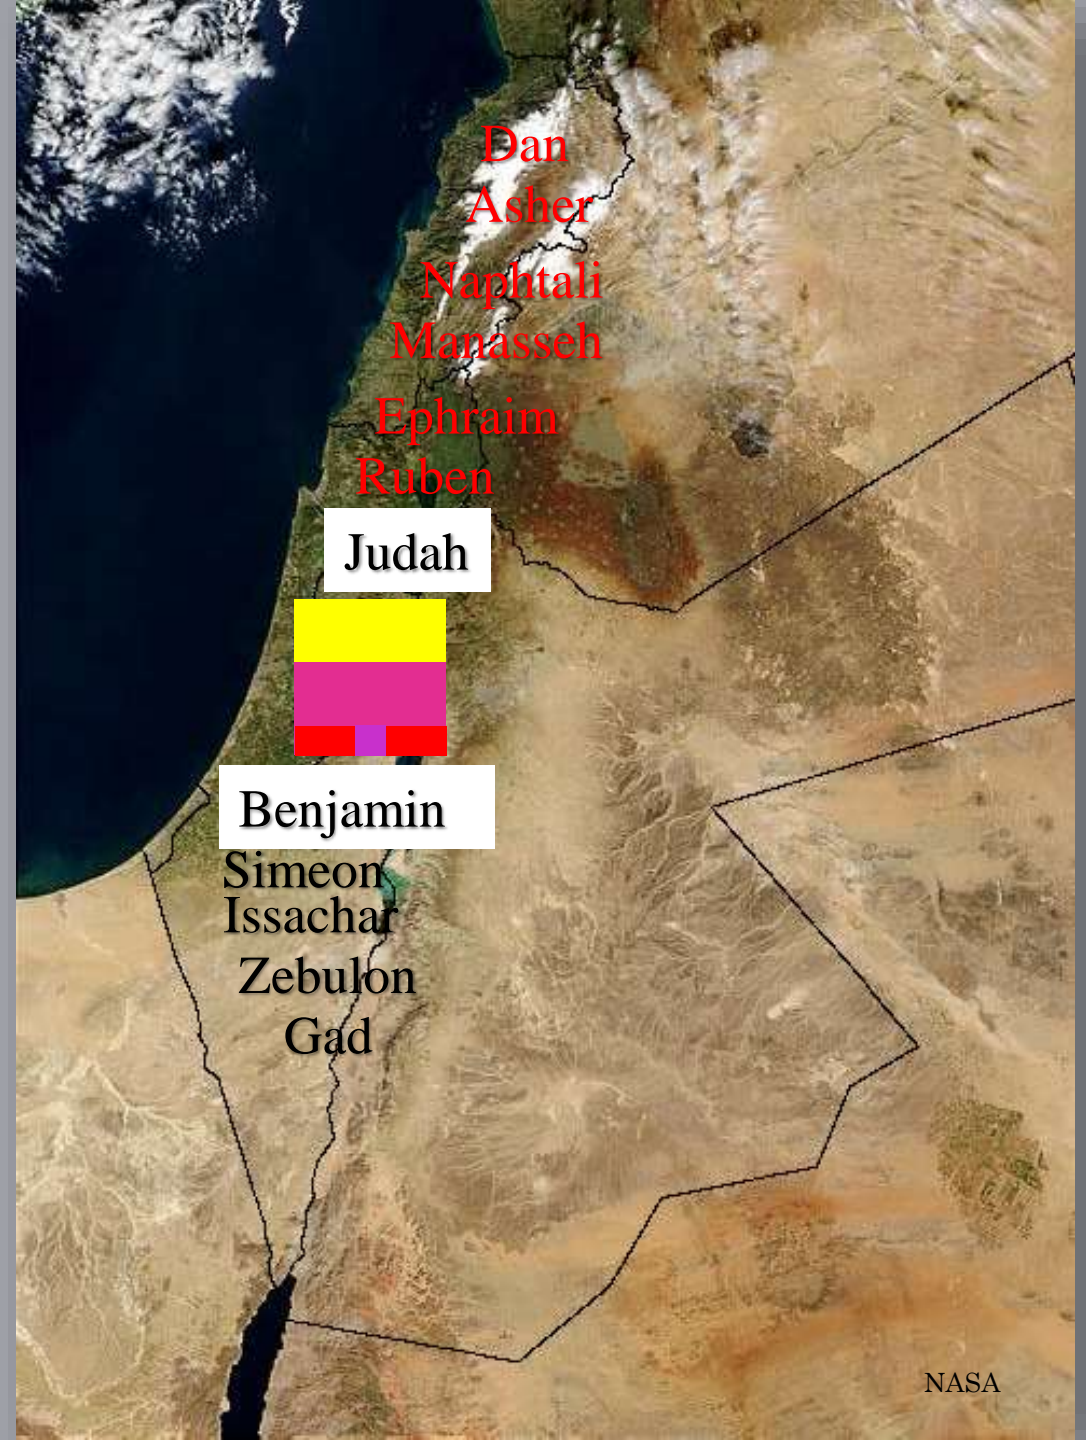 Dan
Asher
Naphtali
Manasseh
Ephraim
Ruben
Judah
Benjamin
Simeon
Issachar
Zebulon
Gad
NASA